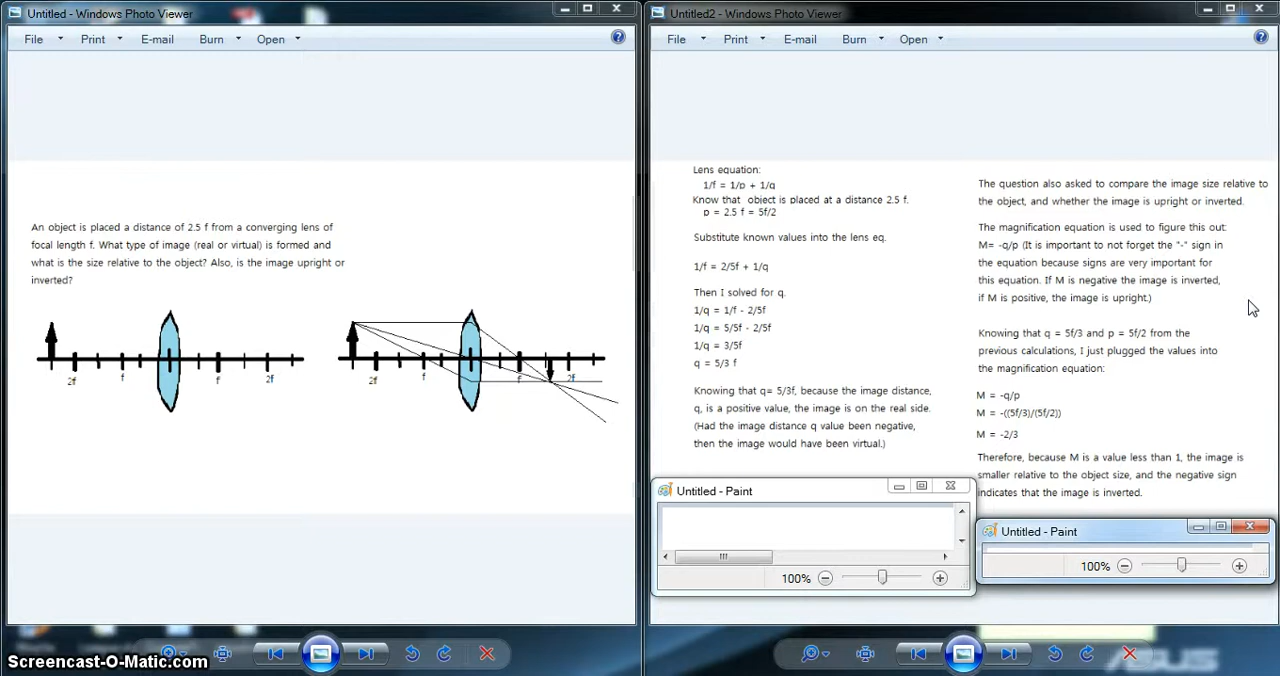 Untitled - Windows Photo Viewer
File Print E-mail Burn Open
An object is placed a distance of 2.5 f from a converging lens of
focal length f. What type of image (real or virtual) is formed and
what is the size relative to the object? Also, is the image upright or
inverted?
2f f f 2f
2f f f 2f
Untitled2 - Windows Photo Viewer
File Print E-mail Burn Open
Lens equation:
1/f = 1/p + 1/q
Know that object is placed at a distance 2.5 f.
p = 2.5 f = 5f/2
Substitute known values into the lens eq.
1/f = 2/5f + 1/q
Then I solved for q.
1/q = 1/f - 2/5f
1/q = 5/5f - 2/5f
1/q = 3/5f
q = 5/3 f
Knowing that q= 5/3f, because the image distance,
q, is a positive value, the image is on the real side.
(Had the image distance q value been negative,
then the image would have been virtual.)
The question also asked to compare the image size relative to
the object, and whether the image is upright or inverted.
The magnification equation is used to figure this out:
M= -q/p (It is important to not forget the "-" sign in
the equation because signs are very important for
this equation. If M is negative the image is inverted,
if M is positive, the image is upright.)
Knowing that q = 5f/3 and p = 5f/2 from the
previous calculations, I just plugged the values into
the magnification equation:
M = -q/p
M = -((5f/3)/(5f/2))
M = -2/3
Therefore, because M is a value less than 1, the image is
smaller relative to the object size, and the negative sign
indicates that the image is inverted.
Untitled - Paint
100%
Untitled - Paint
100%
Screencast-O-Matic.com
ASUS